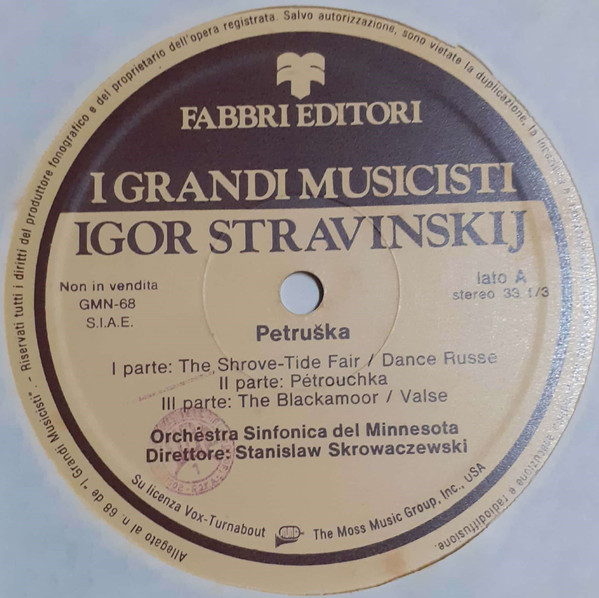 FABBRI EDITORI
I GRANDI MUSICISTI
IGOR STRAVINSKIJ
Non in vendita
GMN-68
S.I.A.E.
lato A
stereo 33 1/3
Petruška
I parte: The Shrove-Tide Fair / Dance Russe
II parte: Pétrouchka
III parte: The Blackamoor / Valse
Orchestra Sinfonica del Minnesota
Direttore: Stanislaw Skrowaczewski
Su licenza Vox-Turnabout
The Moss Music Group, Inc., USA
Allegato al n. 68 de "I Grandi Musicisti" - Riservati tutti i diritti del produttore fonografico e del proprietario dell'opera registrata. Salvo autorizzazione, sono vietate la duplicazione, la e radiodiffusione.